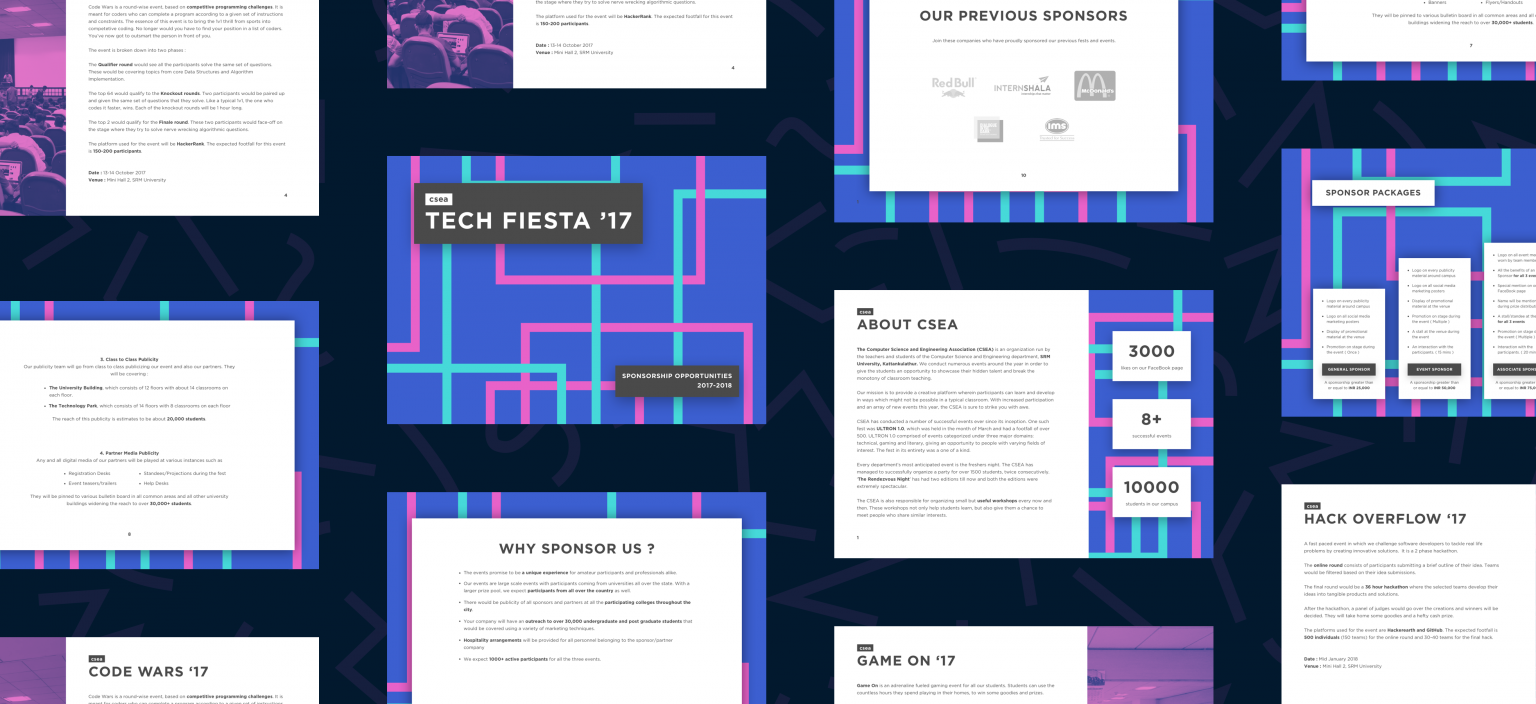 Code Wars is a round-wise event, based on competitive programming challenges. It is
meant for coders who can complete a program according to a given set of instructions
and constraints. The essence of this event is to bring the full thrill from sports into
competetive coding. No longer would you have to find your position in a list of coders.
You've now got to outsmart the person in front of you.
The event is broken down into two phases :
The Qualifier round would see all the participants solve the same set of questions.
These would be covering topics from core Data Structures and Algorithm
Implementation.
The top 64 would qualify to the Knockout rounds. Two participants would be paired up
and given the same set of questions that they solve. Like a typical 1v1, the one who
codes it faster, wins. Each of the knockout rounds will be 1 hour long.
The top 2 would qualify for the Finale round. These two participants would face-off on
the stage where they try to solve nerve wrecking algorithmic questions.
The platform used for the event will be HackerRank. The expected footfall for this event
is 150-200 participants.
Date : 13-14 October 2017
Venue : Mini Hall 2, SRM University
4
3. Class to Class Publicity
Our publicity team will go from class to class publicizing our event and also our partners. They
will be covering :
• The University Building, which consists of 12 floors with about 14 classrooms on
each floor.
• The Technology Park, which consists of 14 floors with 8 classrooms on each floor
The reach of this publicity is estimates to be about 20,000 students.
4. Partner Media Publicity
Any and all digital media of our partners will be played at various instances such as
• Registration Desks
• Standees/Projections during the fest
• Event teasers/trailers
• Help Desks
They will be pinned to various bulletin board in all common areas and all other university
buildings widening the reach to over 30,000+ students.
8
csea
CODE WARS '17
Code Wars is a round-wise event, based on competitive programming challenges. It is
meant for coders who can complete a program according to a given set of instructions
the stage where they try to solve nerve wrecking algorithmic questions.
The platform used for the event will be HackerRank. The expected footfall for this event
is 150-200 participants.
Date : 13-14 October 2017
Venue : Mini Hall 2, SRM University
4
csea
TECH FIESTA '17
SPONSORSHIP OPPORTUNITIES
2017-2018
WHY SPONSOR US ?
• The events promise to be a unique experience for amateur participants and professionals alike.
• Our events are large scale events with participants coming from universities all over the state. With a
larger prize pool, we expect participants from all over the country as well.
• There would be publicity of all sponsors and partners at all the participating colleges throughout the
city.
• Your company will have an outreach to over 30,000 undergraduate and post graduate students that
would be covered using a variety of marketing techniques.
• Hospitality arrangements will be provided for all personnel belonging to the sponsor/partner
company.
• We expect 1000+ active participants for all the three events.
OUR PREVIOUS SPONSORS
Join these companies who have proudly sponsored our previous fests and events.
Red Bull
INTERNSHALA
McDonald's
ims
10
csea
ABOUT CSEA
The Computer Science and Engineering Association (CSEA) is an organization run by
the teachers and students of the Computer Science and Engineering department, SRM
University, Kattankulathur. We conduct numerous events around the year in order to
give the students an opportunity to showcase their hidden talent and break the
monotony of classroom teaching.
Our mission is to provide a creative platform wherein participants can learn and develop
in ways which might not be possible in a typical classroom. With increased participation
and an array of new events this year, the CSEA is sure to strike you with awe.
CSEA has conducted a number of successful events ever since its inception. One such
fest was ULTRON 1.0, which was held in the month of March and had a footfall of over
500. ULTRON 1.0 comprised of events categorized under three major domains:
technical, gaming and literary, giving an opportunity to people with varying fields of
interest. The fest in its entirety was a one of a kind.
Every department's most anticipated event is the freshers night. The CSEA has
managed to successfully organize a party for over 1500 students, twice consecutively.
'The Rendezvous Night' has had two editions till now and both the editions were
extremely spectacular.
The CSEA is also responsible for organizing small but useful workshops every now and
then. These workshops not only help students learn, but also give them a chance to
meet people who share similar interests.
1
3000
likes on our FaceBook page
8+
successful events
10000
students in our campus
csea
GAME ON '17
Game On is an adrenaline fueled gaming event for all our students. Students can use the
countless hours they spend playing in their homes, to win some goodies and prizes.
• Banners
• Flyers/Handouts
They will be pinned to various bulletin board in all common areas and all
buildings widening the reach to over 30,000+ students.
7
SPONSOR PACKAGES
• Logo on every publicity
material around campus
• Logo on all social media
marketing posters
• Display of promotional
material at the venue
• Promotion on stage during
the event ( Once )
GENERAL SPONSOR
A sponsorship greater than
or equal to INR 25,000
• Logo on every publicity
material around campus
• Logo on all social media
marketing posters
• Display of promotional
material at the venue
• Promotion on stage during
the event ( Multiple )
• A stall at the venue during
the event
• An interaction with the
participants. ( 15 mins )
EVENT SPONSOR
A sponsorship greater than
or equal to INR 50,000
• Logo on all event
worn by team
• All the benefits of an
Sponsor for all 3
• Special mention on
FaceBook page
• Name will be
during price
• A stall/standee at the
for all 3 events
• Promotion on stage
the event ( Multiple )
• Interaction with the
participants. ( 20
ASSOCIATE
A sponsorship greater
or equal to INR
csea
HACK OVERFLOW '17
A fast paced event in which we challenge software developers to tackle real life
problems by creating innovative solutions. It is a 2 phase hackathon.
The online round consists of participants submitting a brief outline of their idea. Teams
would be filtered based on their idea submissions.
The final round would be a 36 hour hackathon where the selected teams develop their
ideas into tangible products and solutions.
After the hackathon, a panel of judges would go over the creations and winners will be
decided. They will take home some goodies and a hefty cash prize.
The platforms used for the event are Hackerearth and GitHub. The expected footfall is
500 individuals (150 teams) for the online round and 30-40 teams for the final hack.
Date : Mid January 2018
Venue : Mini Hall 2, SRM University